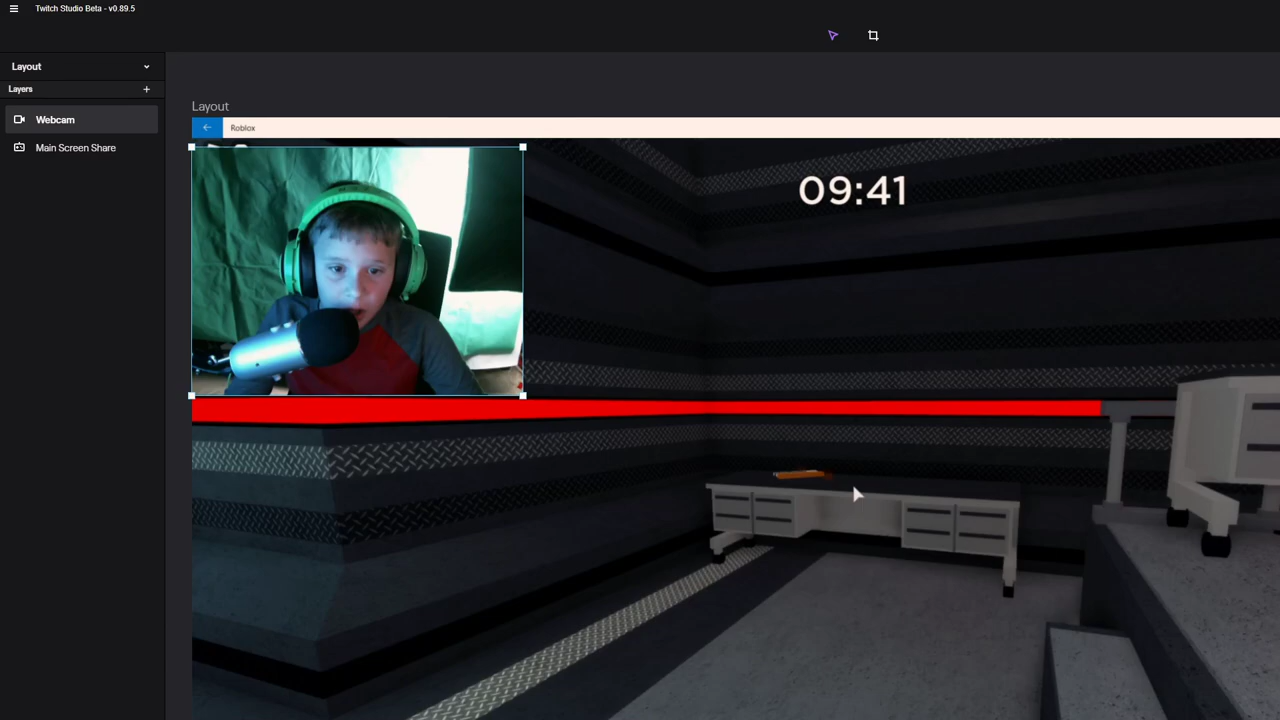 Twitch Studio Beta - v0.89.5
Layout
Layers
Webcam
Main Screen Share
Layout
Roblox
09:41